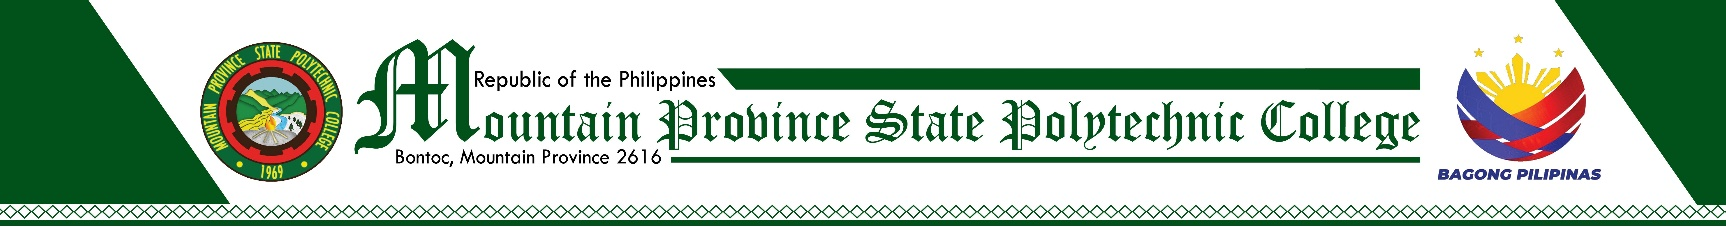 MOUNTAIN PROVINCE STATE POLYTECHNIC COLLEGE
1969
Republic of the Philippines
Mountain Province State Polytechnic College
Bontoc, Mountain Province 2616
BAGONG PILIPINAS